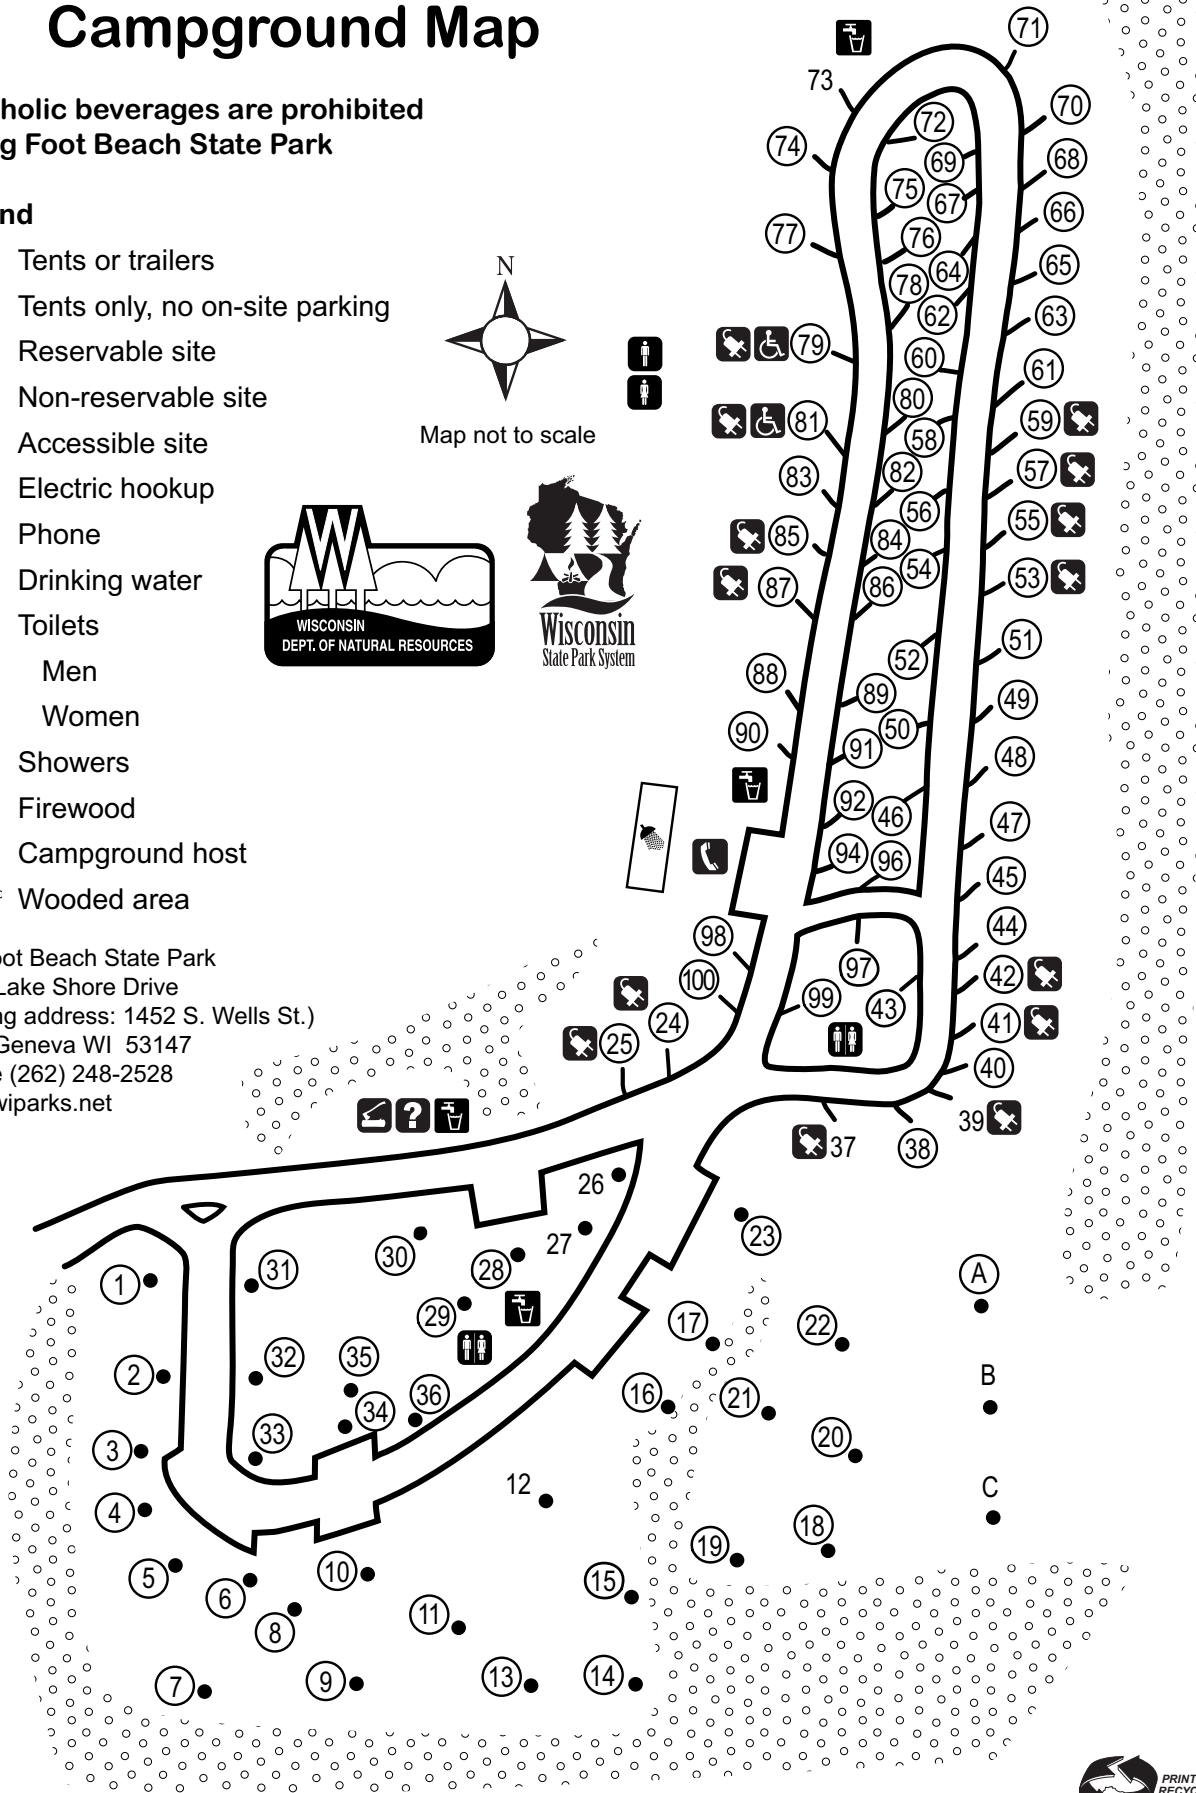 Campground Map
holic beverages are prohibited
g Foot Beach State Park
nd
Tents or trailers
Tents only, no on-site parking
Reservable site
Non-reservable site
Accessible site
Electric hookup
Phone
Drinking water
Toilets
Men
Women
Showers
Firewood
Campground host
Wooded area
oot Beach State Park
Lake Shore Drive
ng address: 1452 S. Wells St.)
Geneva WI 53147
e (262) 248-2528
wiparks.net
N
Map not to scale
W
WISCONSIN
DEPT. OF NATURAL RESOURCES
Wisconsin
State Park System
71
73
70
72
74
69
68
75
67
66
77
76
64
65
78
62
63
79
60
61
80
81
58
59
82
83
57
56
55
85
84
54
53
87
86
51
52
88
89
49
50
90
91
48
92
46
47
94
96
45
98
44
97
42
100
99
43
24
41
25
40
39
37
38
?
26
27
23
30
28
31
A
1
29
17
22
32
35
2
B
16
21
36
34
33
20
3
12
C
4
18
19
10
5
15
6
11
8
13
14
9
7
PRINT
RECYC